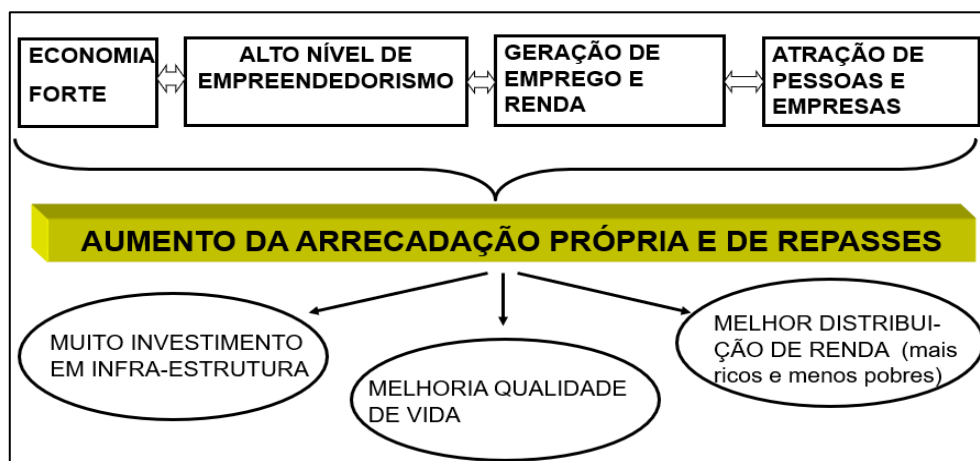 ECONOMIA
FORTE
ALTO NÍVEL DE
EMPREENDEDORISMO
GERAÇÃO DE
EMPREGO E
RENDA
ATRAÇÃO DE
PESSOAS E
EMPRESAS
AUMENTO DA ARRECADAÇÃO PRÓPRIA E DE REPASSES
MUITO INVESTIMENTO
EM INFRA-ESTRUTURA
MELHORIA QUALIDADE
DE VIDA
MELHOR DISTRIBUI-
ÇÃO DE RENDA (mais
ricos e menos pobres)